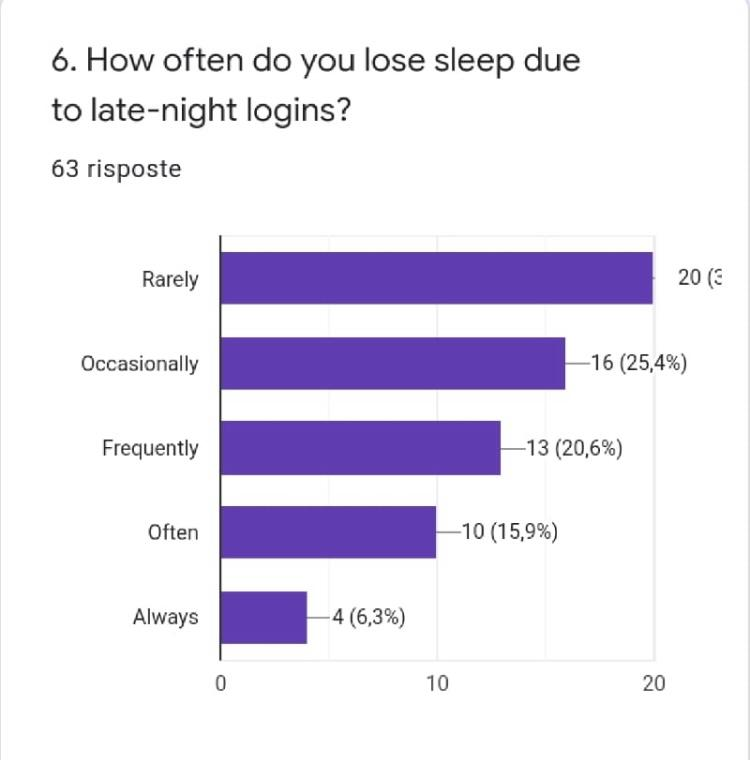 6. How often do you lose sleep due
to late-night logins?
63 risposte
Rarely
20 (3
Occasionally
16 (25,4%)
Frequently
13 (20,6%)
Often
10 (15,9%)
Always
4 (6,3%)
0
10
20